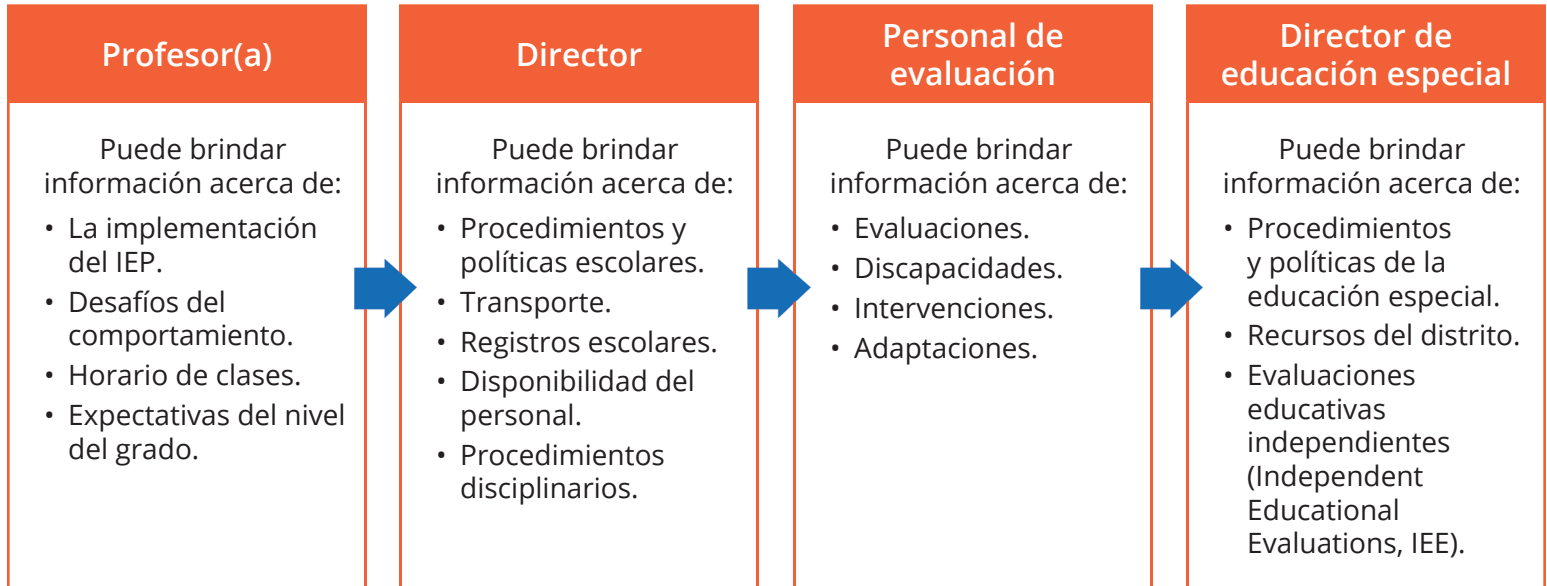 Profesor(a)
Puede brindar
información acerca de:
• La implementación
del IEP.
• Desafíos del
comportamiento.
• Horario de clases.
• Expectativas del nivel
del grado.
Director
Puede brindar
información acerca de:
• Procedimientos y
políticas escolares.
• Transporte.
• Registros escolares.
• Disponibilidad del
personal.
• Procedimientos
disciplinarios.
Personal de
evaluación
Puede brindar
información acerca de:
• Evaluaciones.
• Discapacidades.
• Intervenciones.
• Adaptaciones.
Director de
educación especial
Puede brindar
información acerca de:
• Procedimientos
y políticas de la
educación especial.
• Recursos del distrito.
• Evaluaciones
educativas
independientes
(Independent
Educational
Evaluations, IEE).